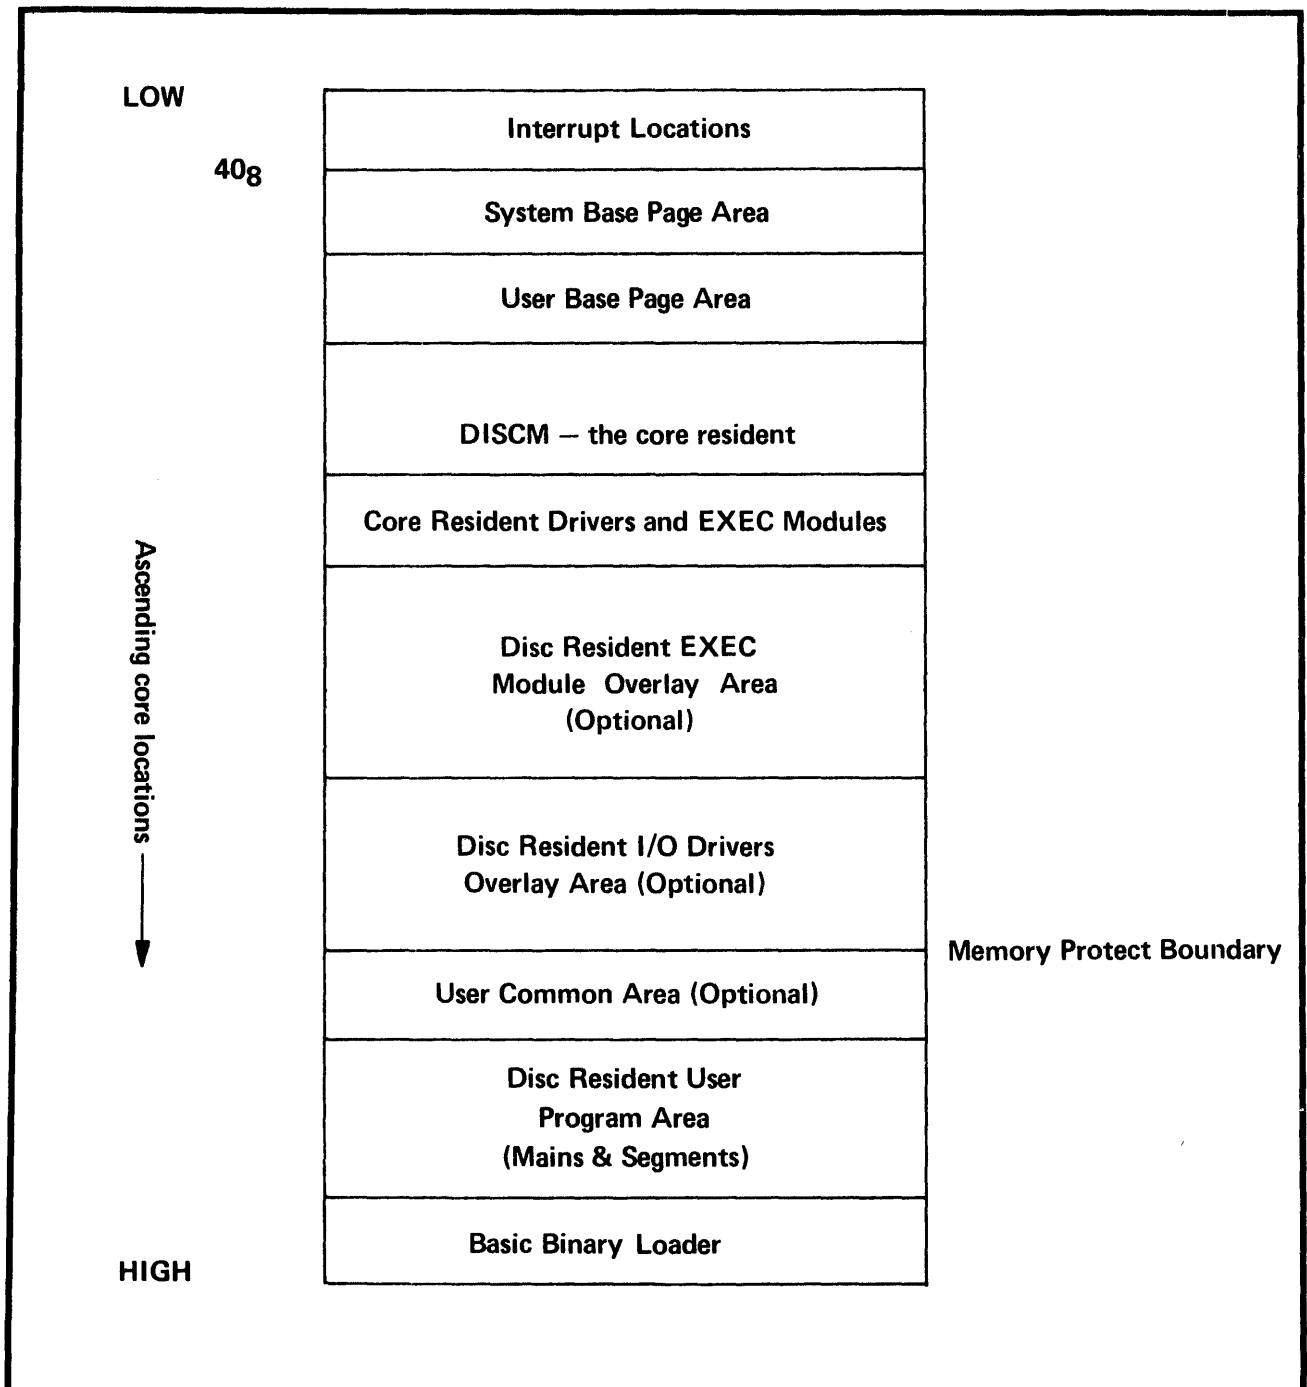 LOW
Interrupt Locations
40₈
System Base Page Area
User Base Page Area
DISCM — the core resident
Core Resident Drivers and EXEC Modules
Ascending core locations
Disc Resident EXEC
Module Overlay Area
(Optional)
Disc Resident I/O Drivers
Overlay Area (Optional)
Memory Protect Boundary
User Common Area (Optional)
Disc Resident User
Program Area
(Mains & Segments)
Basic Binary Loader
HIGH